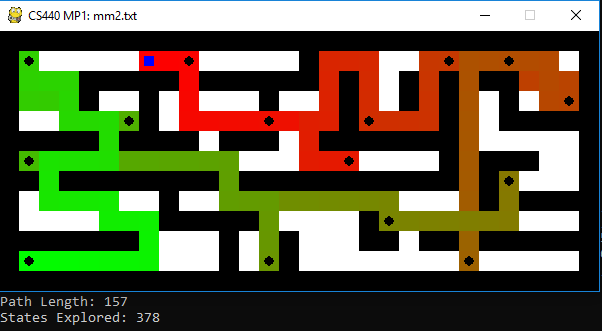 CS440 MP1: mm2.txt
Path Length: 157
States Explored: 378